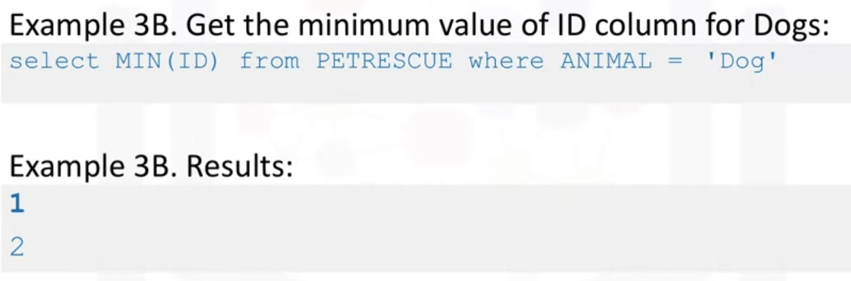 Example 3B. Get the minimum value of ID column for Dogs:
select MIN(ID) from PETRESCUE where ANIMAL = 'Dog'
Example 3B. Results:
1
2